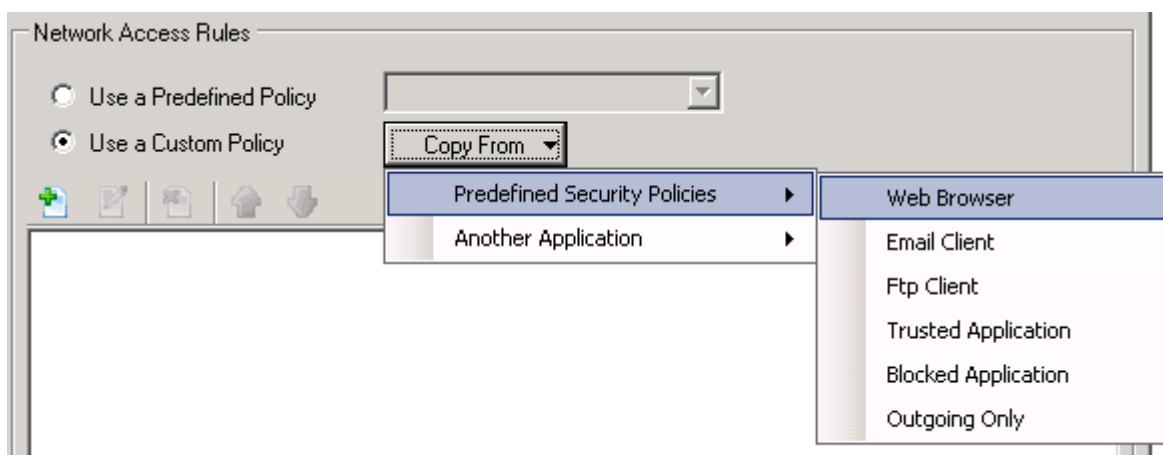 Network Access Rules
Use a Predefined Policy
Use a Custom Policy
Copy From
Predefined Security Policies
Another Application
Web Browser
Email Client
Ftp Client
Trusted Application
Blocked Application
Outgoing Only